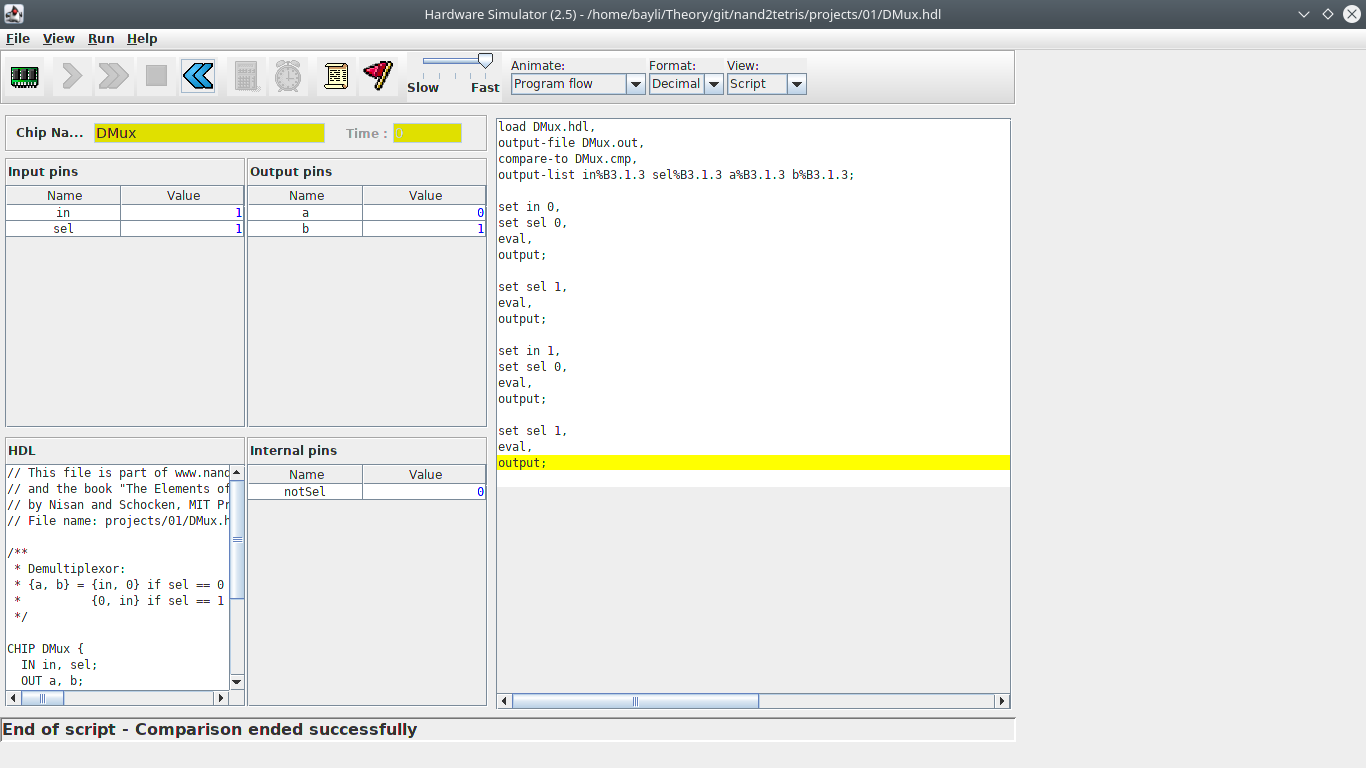 Hardware Simulator (2.5) - /home/bayli/Theory/git/nand2tetris/projects/01/DMux.hdl
File View Run Help
Slow Fast
Animate: Format: View:
Program flow Decimal Script
Chip Na... DMux Time : 0
Input pins
Name Value
in 1
sel 1
Output pins
Name Value
a 0
b 1
HDL
// This file is part of www.nand
// and the book "The Elements of
// by Nisan and Schocken, MIT Pr
// File name: projects/01/DMux.h
/**
* Demultiplexor:
* {a, b} = {in, 0} if sel == 0
* {0, in} if sel == 1
*/
CHIP DMux {
IN in, sel;
OUT a, b;
Internal pins
Name Value
notSel 0
load DMux.hdl,
output-file DMux.out,
compare-to DMux.cmp,
output-list in%B3.1.3 sel%B3.1.3 a%B3.1.3 b%B3.1.3;
set in 0,
set sel 0,
eval,
output;
set sel 1,
eval,
output;
set in 1,
set sel 0,
eval,
output;
set sel 1,
eval,
output;
End of script - Comparison ended successfully